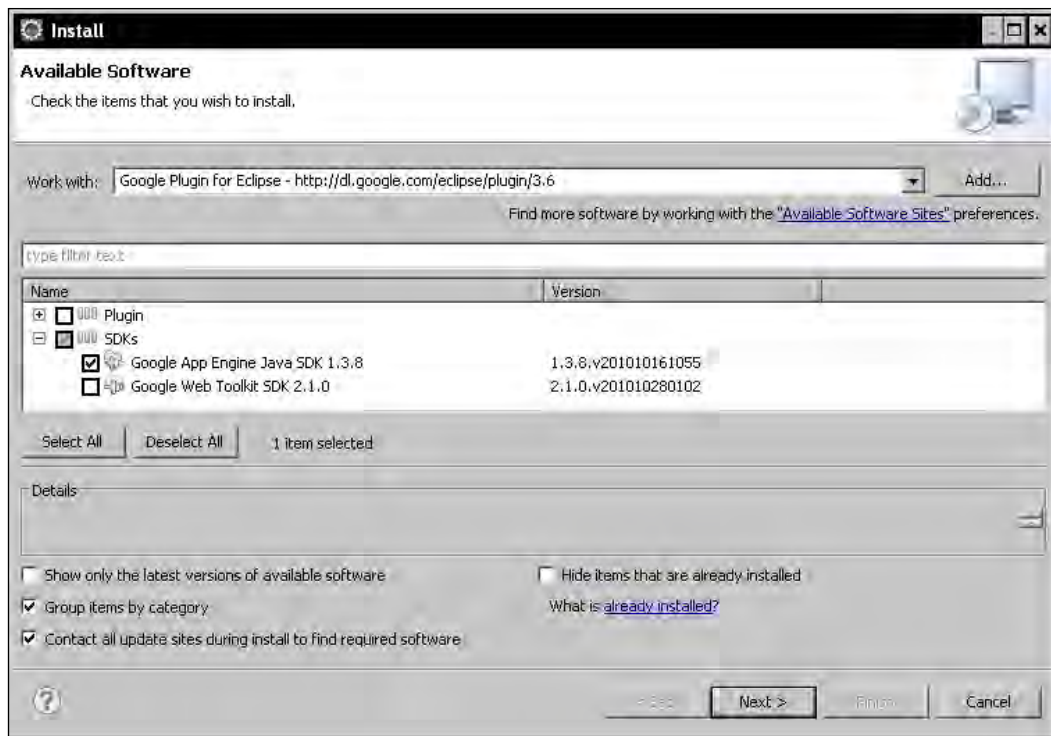 Install
Available Software
Check the items that you wish to install.
Work with: Google Plugin for Eclipse - http://dl.google.com/eclipse/plugin/3.6 Add...
Find more software by working with the "Available Software Sites" preferences.
type filter text
Name Version
Plugin
SDKs
Google App Engine Java SDK 1.3.8 1.3.8.v201010161055
Google Web Toolkit SDK 2.1.0 2.1.0.v201010280102
Select All Deselect All 1 item selected
Details
Show only the latest versions of available software Hide items that are already installed
Group items by category What is already installed?
Contact all update sites during install to find required software
Next > Finish Cancel